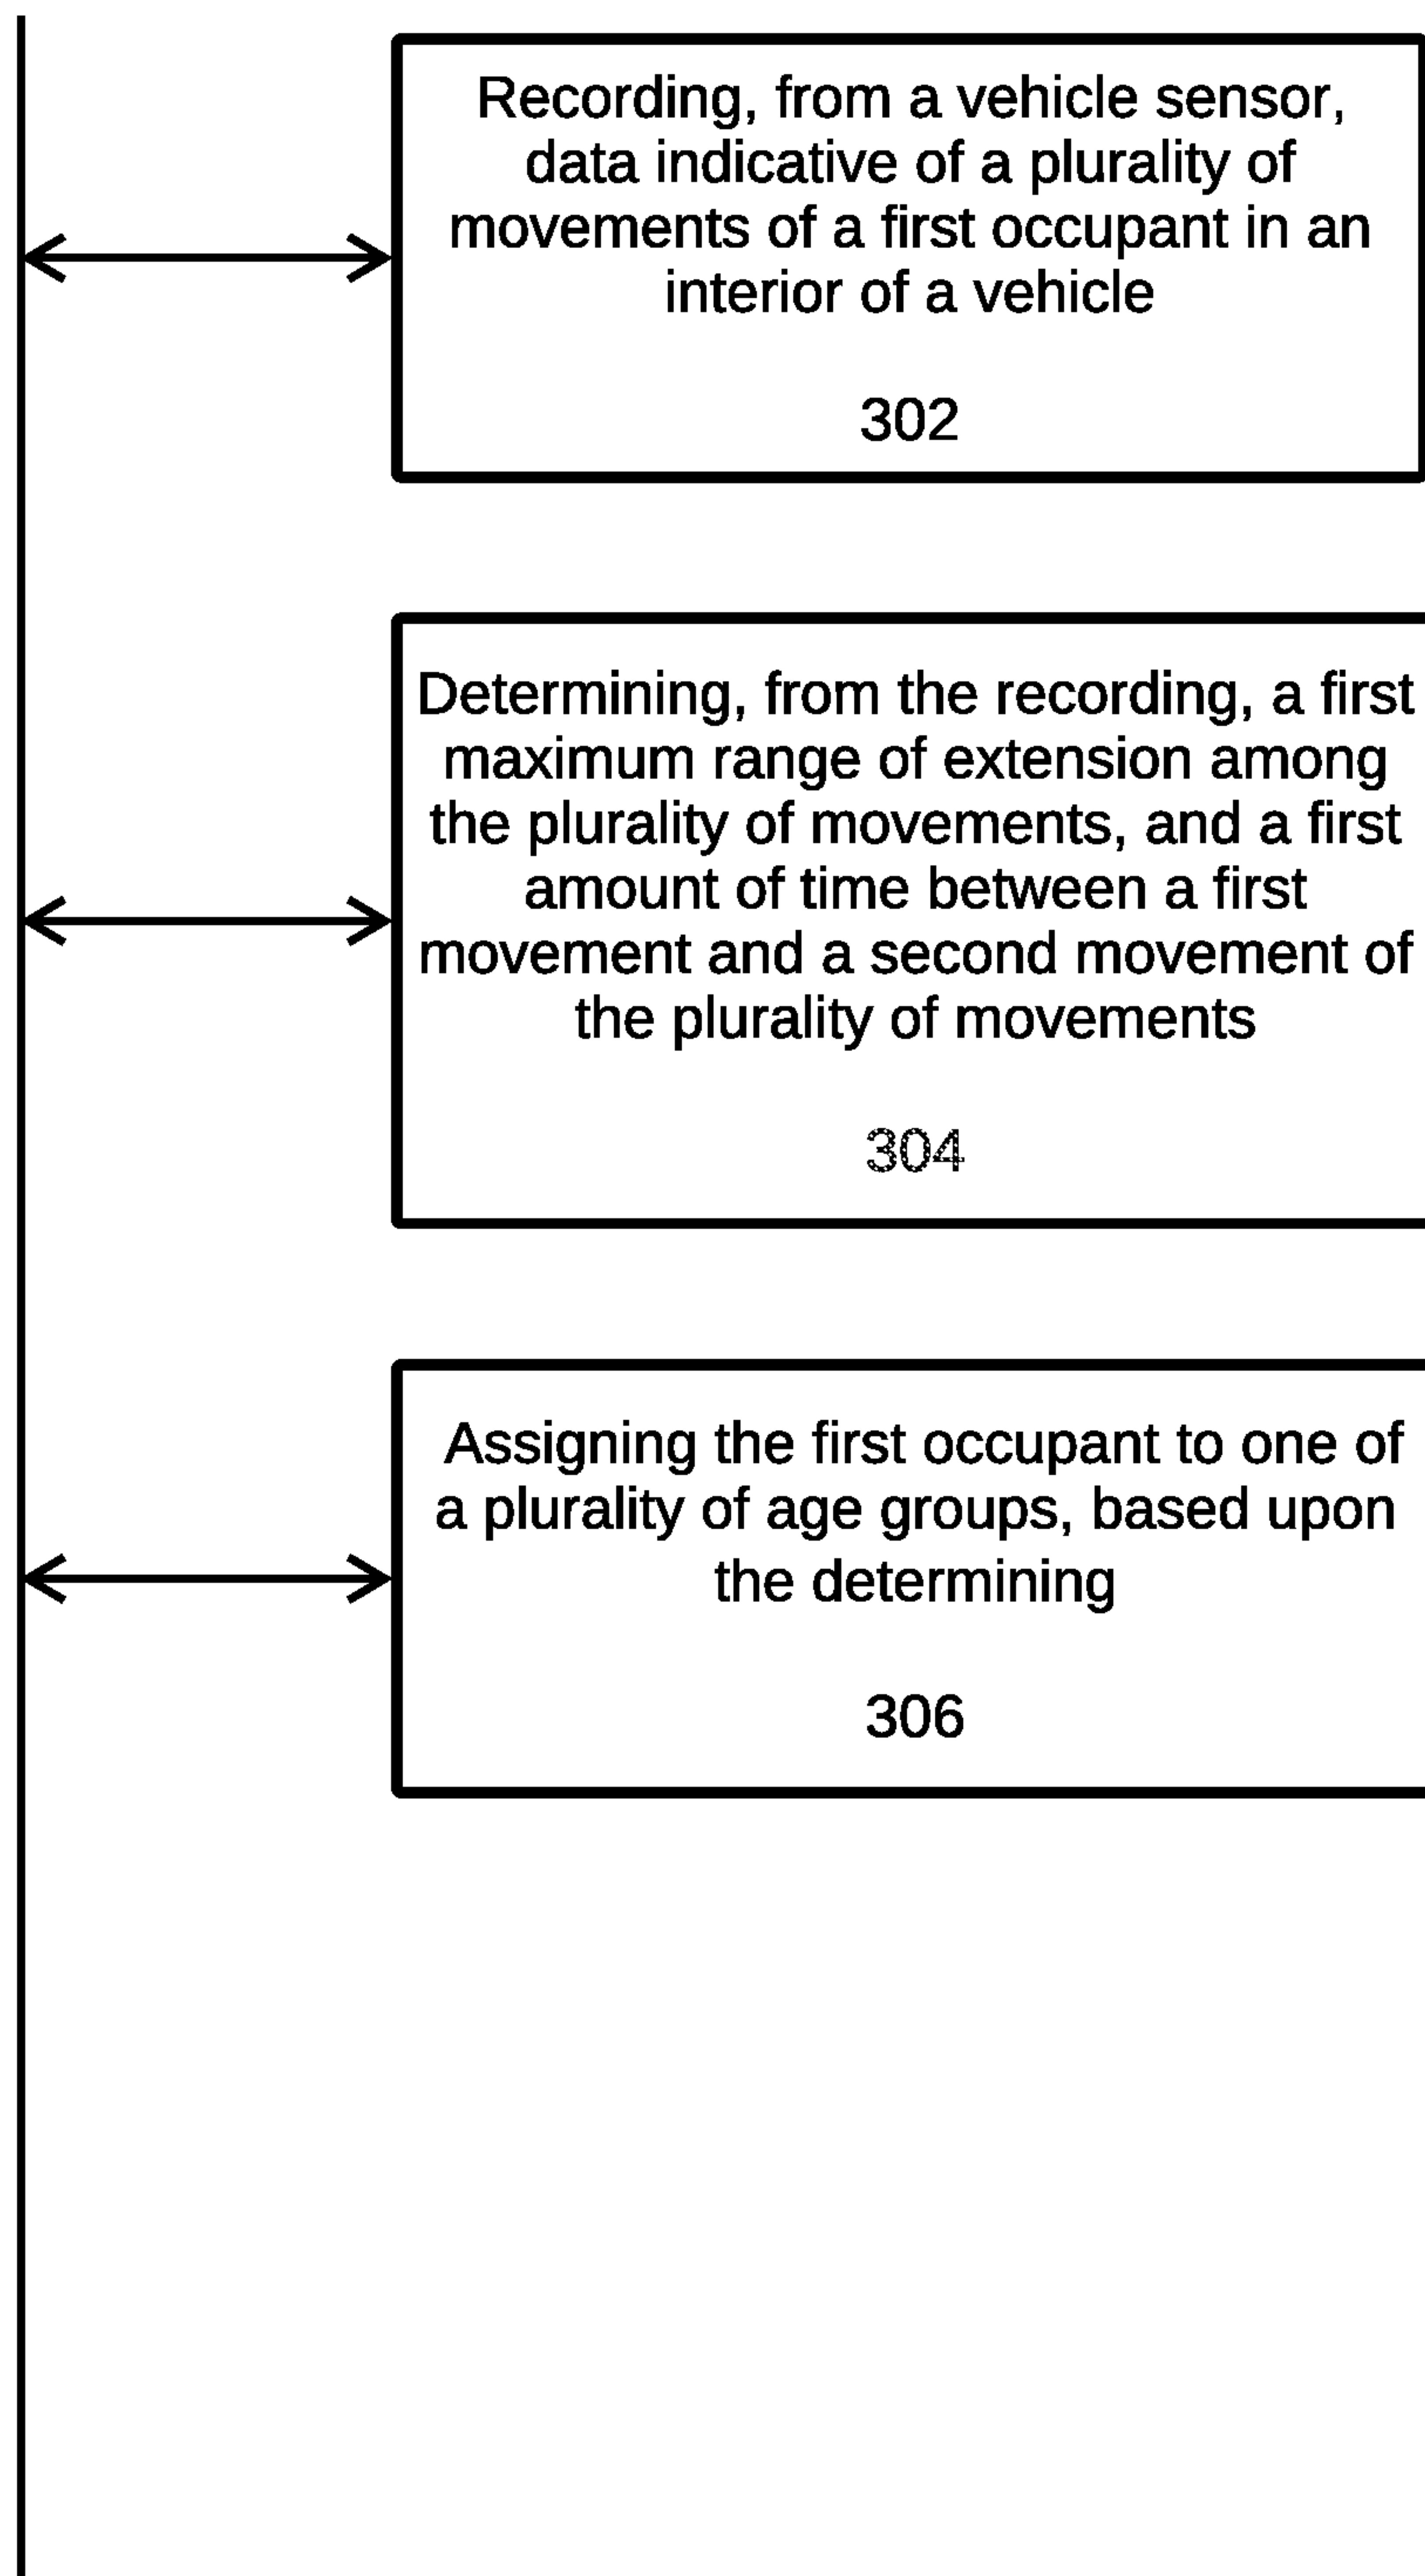 Recording, from a vehicle sensor,
data indicative of a plurality of
movements of a first occupant in an
interior of a vehicle
302
Determining, from the recording, a first
maximum range of extension among
the plurality of movements, and a first
amount of time between a first
movement and a second movement of
the plurality of movements
304
Assigning the first occupant to one of
a plurality of age groups, based upon
the determining
306